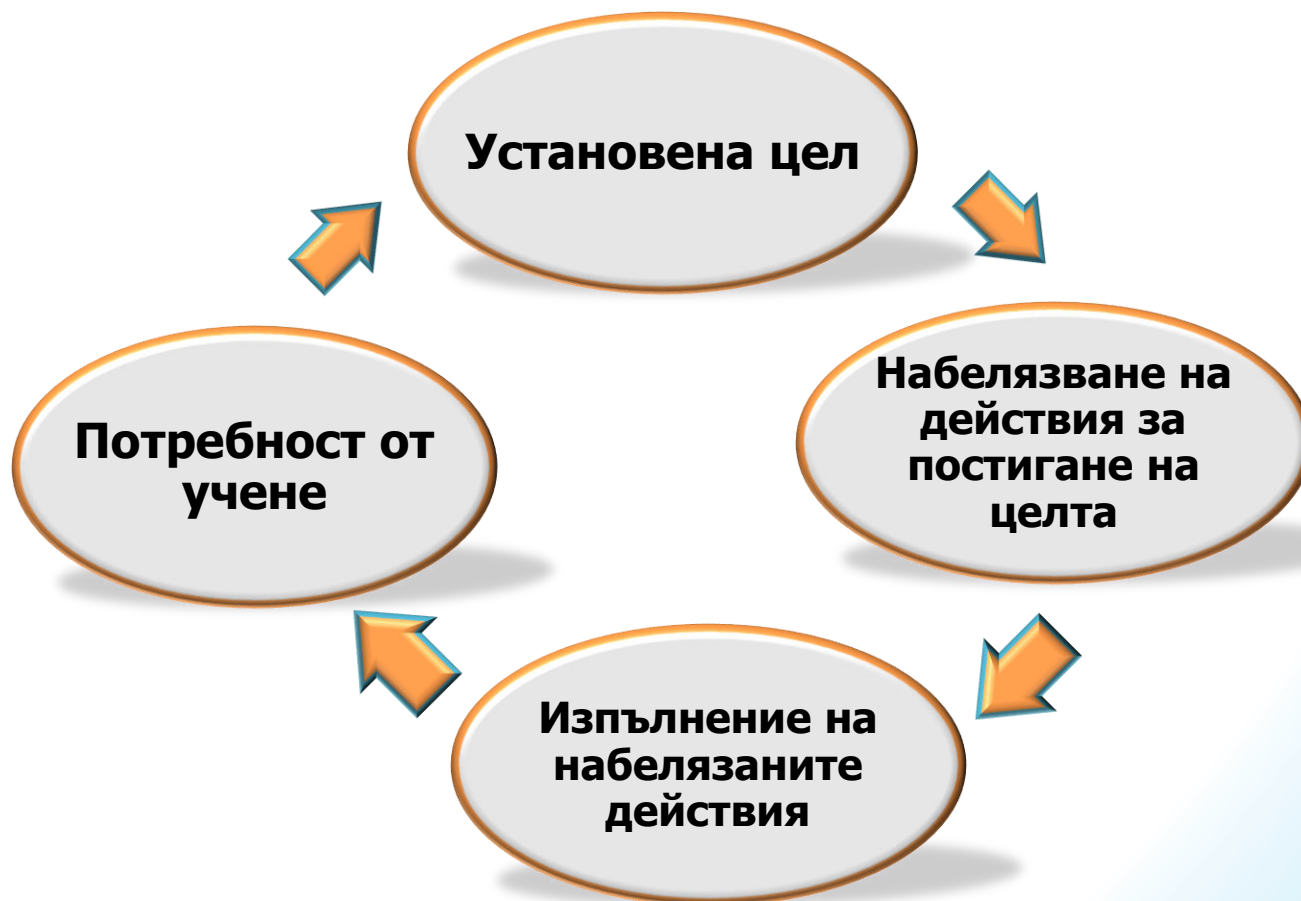 Установена цел
Набелязване на
действия за
постигане на
целта
Изпълнение на
набелязаните
действия
Потребност от
учене